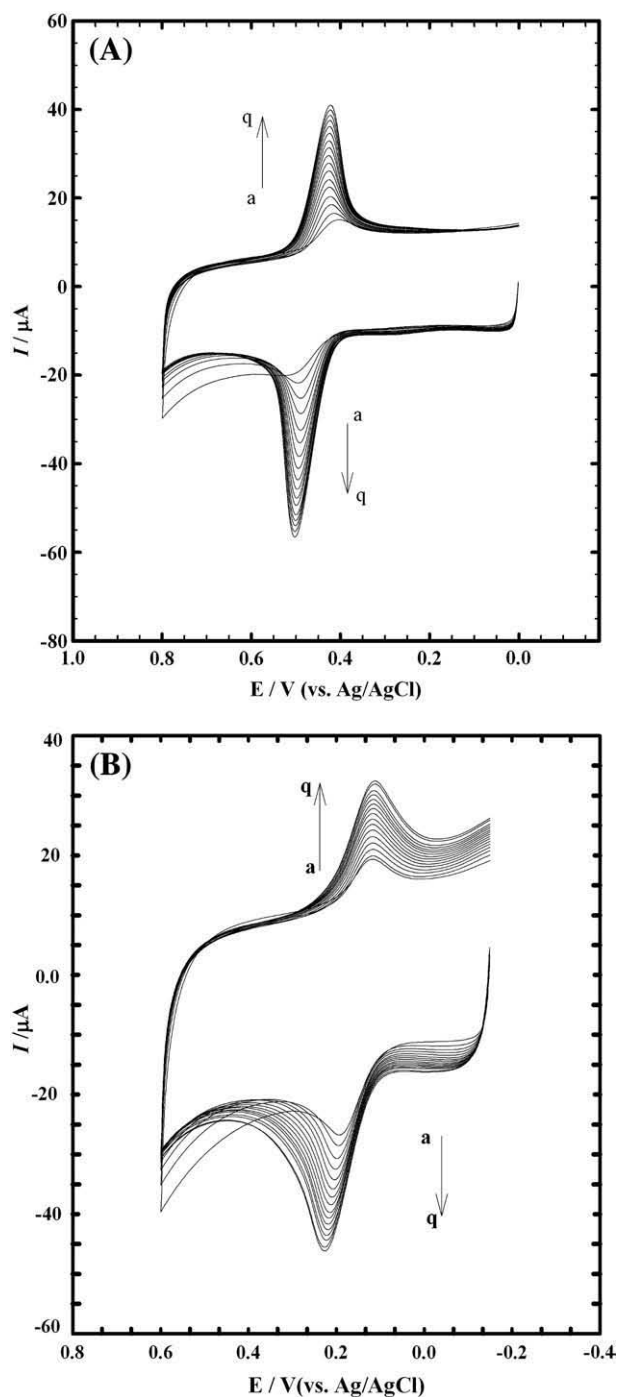 (A)
60
40
20
0
-20
-40
-60
-80
I / μA
q
a
a
q
1.0 0.8 0.6 0.4 0.2 0.0
E / V (vs. Ag/AgCl)
(B)
40
20
0.0
-20
-40
-60
I /μA
q
a
a
q
0.8 0.6 0.4 0.2 0.0 -0.2 -0.4
E / V(vs. Ag/AgCl)